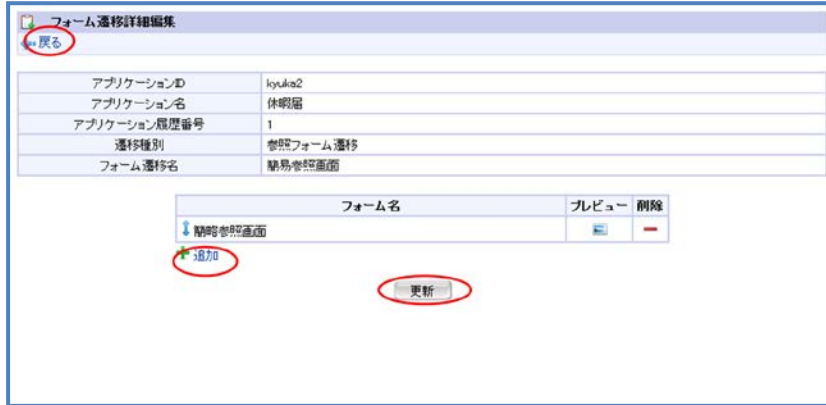 フォーム遷移詳細編集
戻る
アプリケーションID kyuka2
アプリケーション名 休暇届
アプリケーション履歴番号 1
遷移種別 参照フォーム遷移
フォーム遷移名 簡易参照画面
フォーム名 プレビュー 削除
簡略参照画面
追加
更新